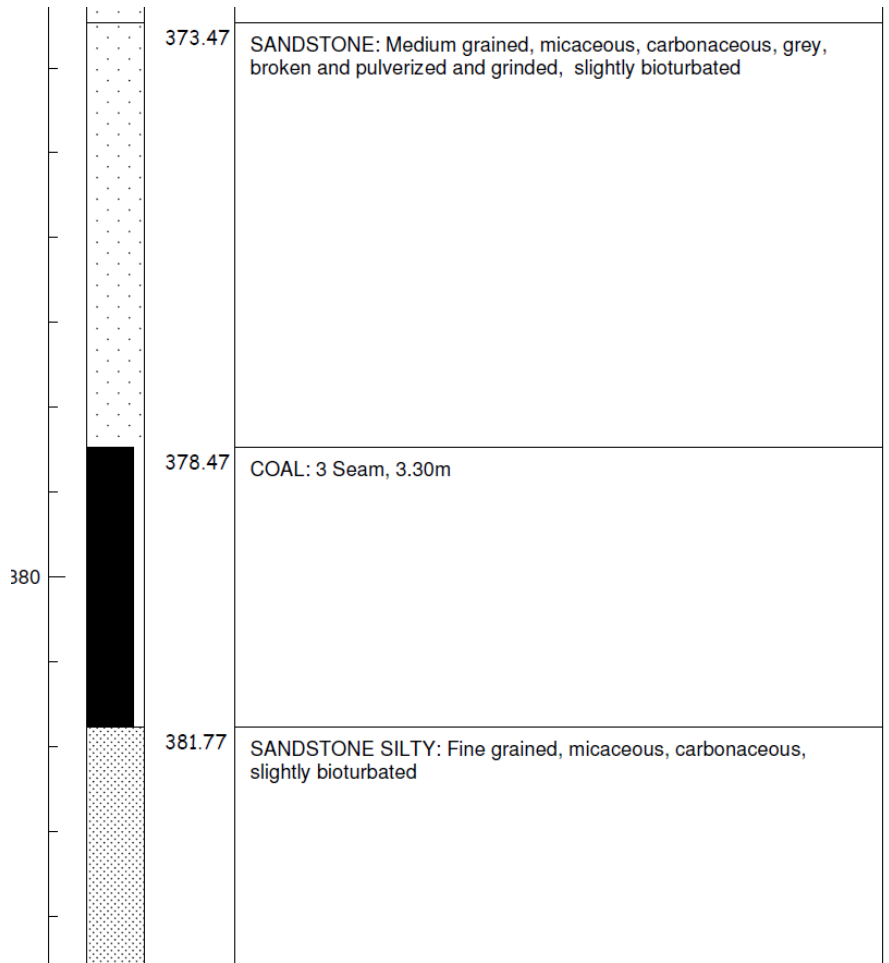 373.47 SANDSTONE: Medium grained, micaceous, carbonaceous, grey,
broken and pulverized and grinded, slightly bioturbated
378.47 COAL: 3 Seam, 3.30m
380
381.77 SANDSTONE SILTY: Fine grained, micaceous, carbonaceous,
slightly bioturbated